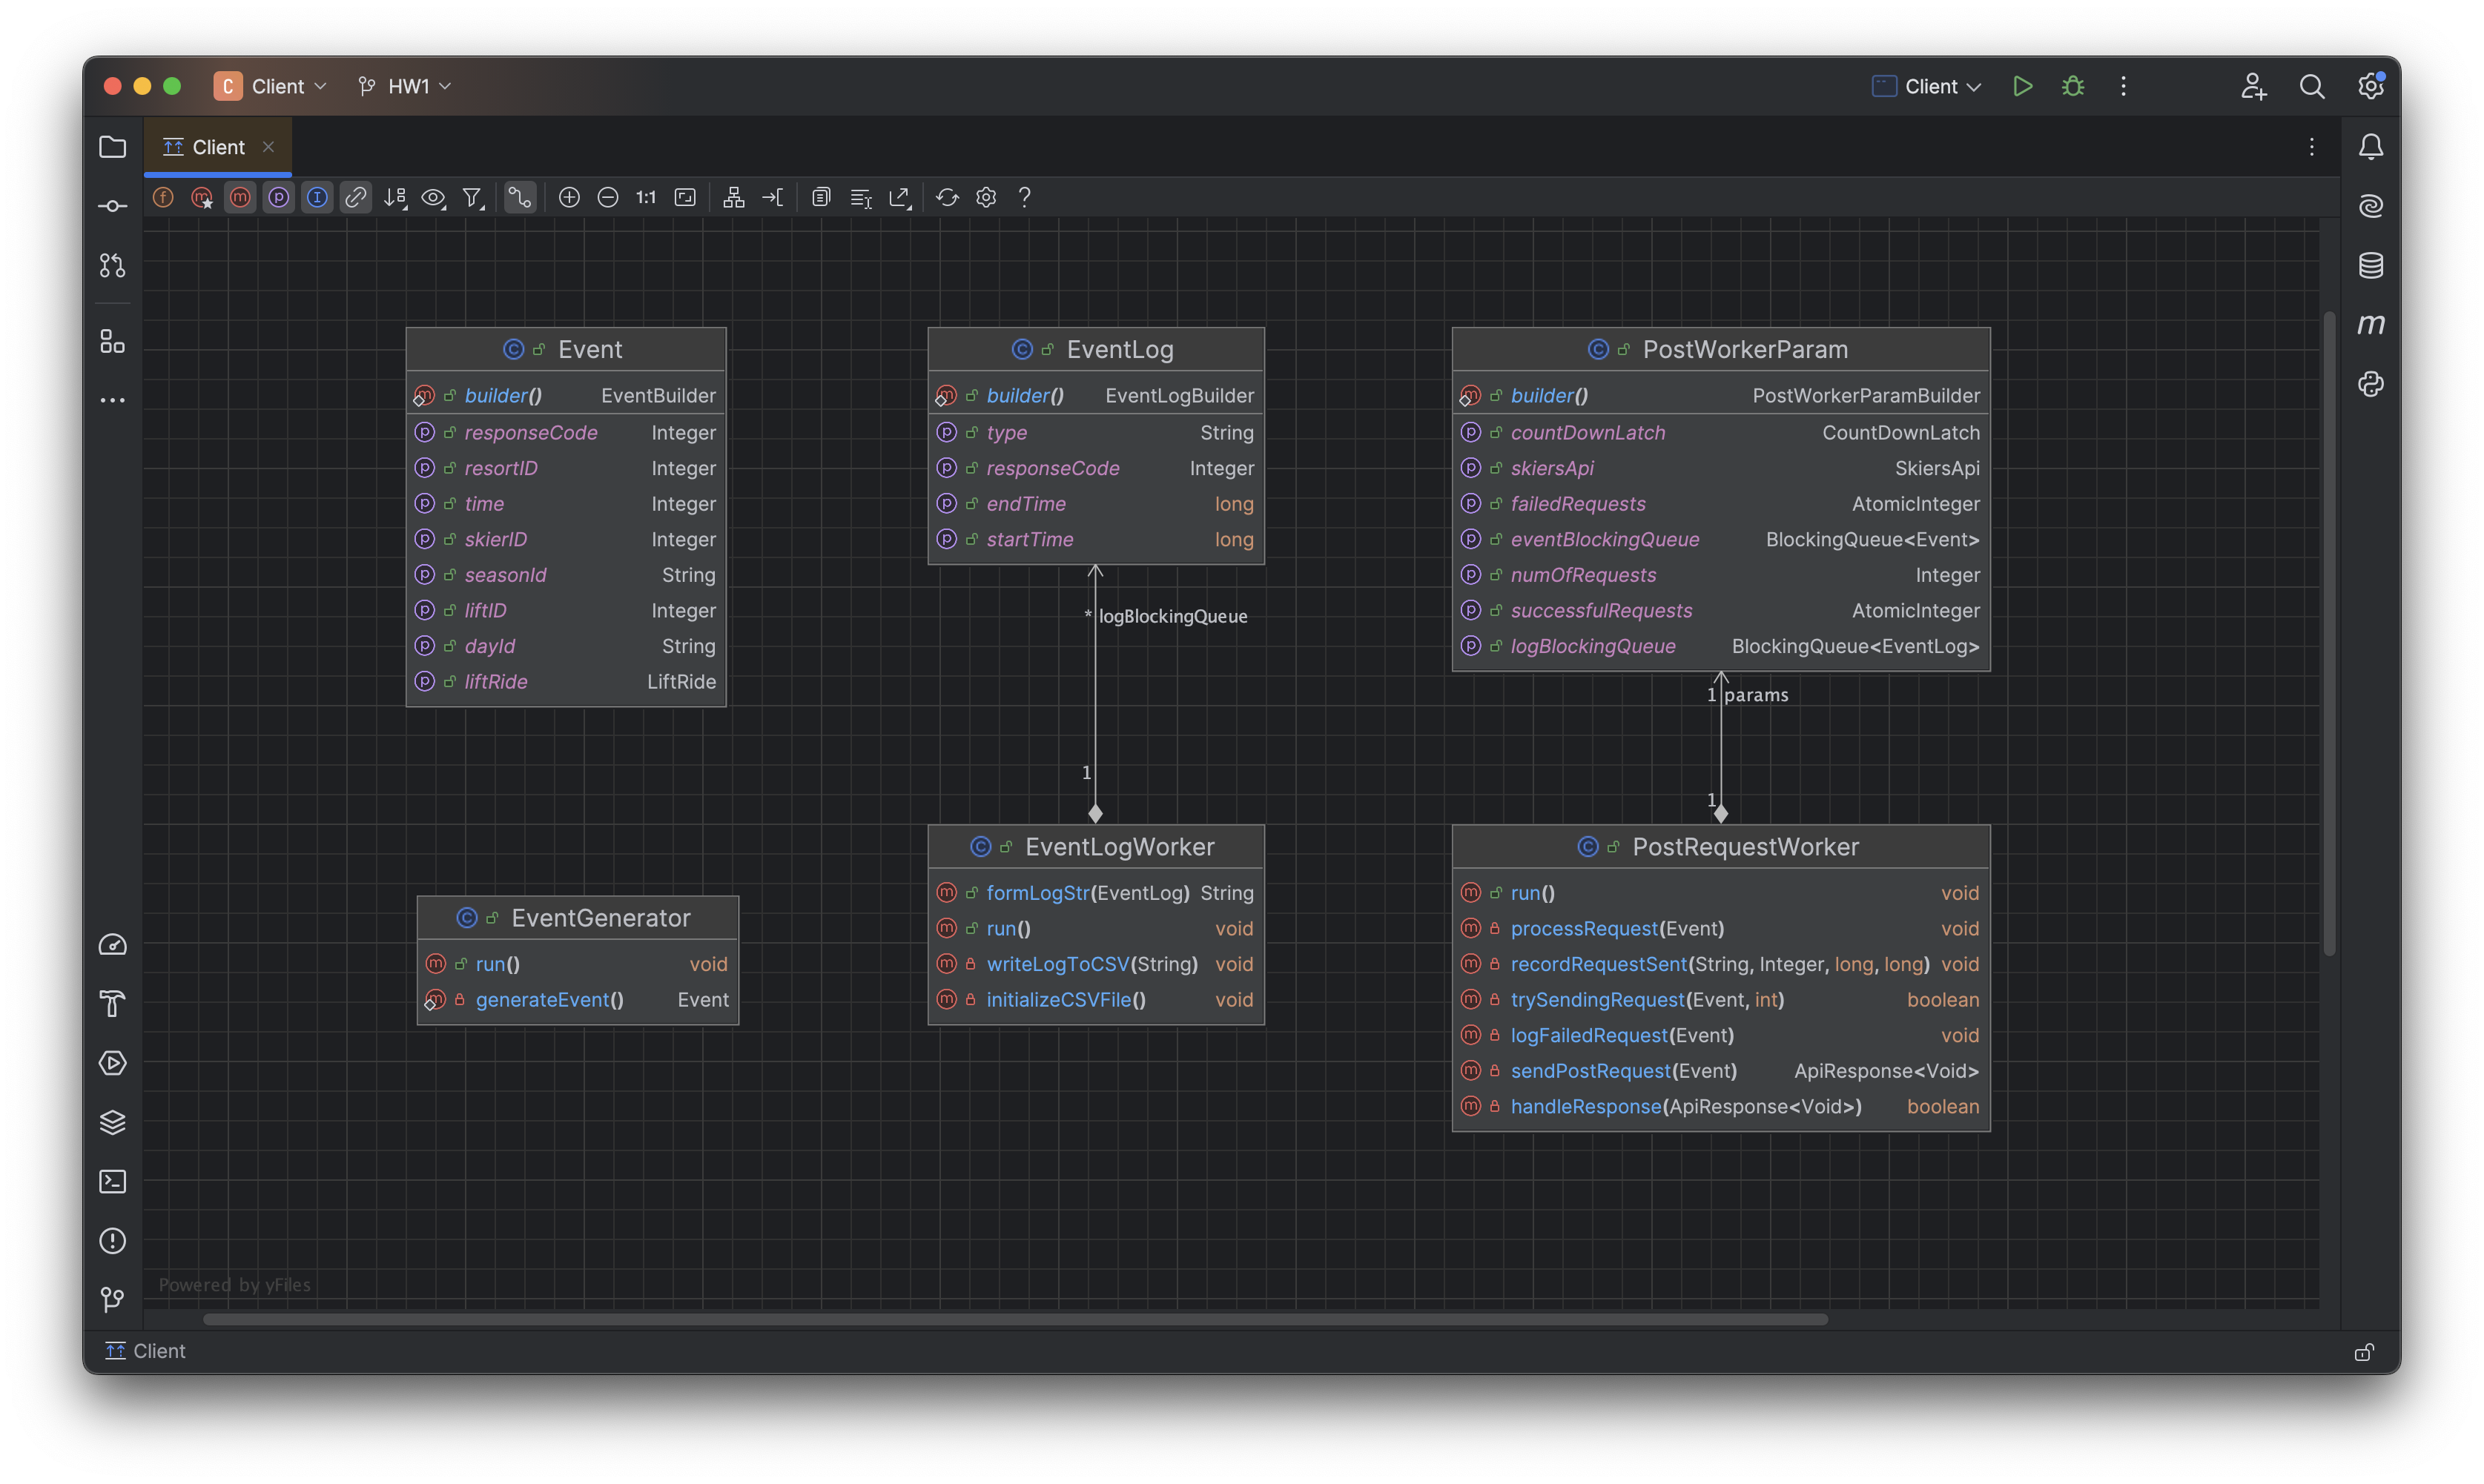 C Client HW1 Client
Client
1:1
Event
builder() EventBuilder
responseCode Integer
resortID Integer
time Integer
skierID Integer
seasonId String
liftID Integer
dayId String
liftRide LiftRide
EventLog
builder() EventLogBuilder
type String
responseCode Integer
endTime long
startTime long
* logBlockingQueue
1
PostWorkerParam
builder() PostWorkerParamBuilder
countDownLatch CountDownLatch
skiersApi SkiersApi
failedRequests AtomicInteger
eventBlockingQueue BlockingQueue<Event>
numOfRequests Integer
successfulRequests AtomicInteger
logBlockingQueue BlockingQueue<EventLog>
1 params
1
EventGenerator
run() void
generateEvent() Event
EventLogWorker
formLogStr(EventLog) String
run() void
writeLogToCSV(String) void
initializeCSVFile() void
PostRequestWorker
run() void
processRequest(Event) void
recordRequestSent(String, Integer, long, long) void
trySendingRequest(Event, int) boolean
logFailedRequest(Event) void
sendPostRequest(Event) ApiResponse<Void>
handleResponse(ApiResponse<Void>) boolean
Powered by yFiles
Client